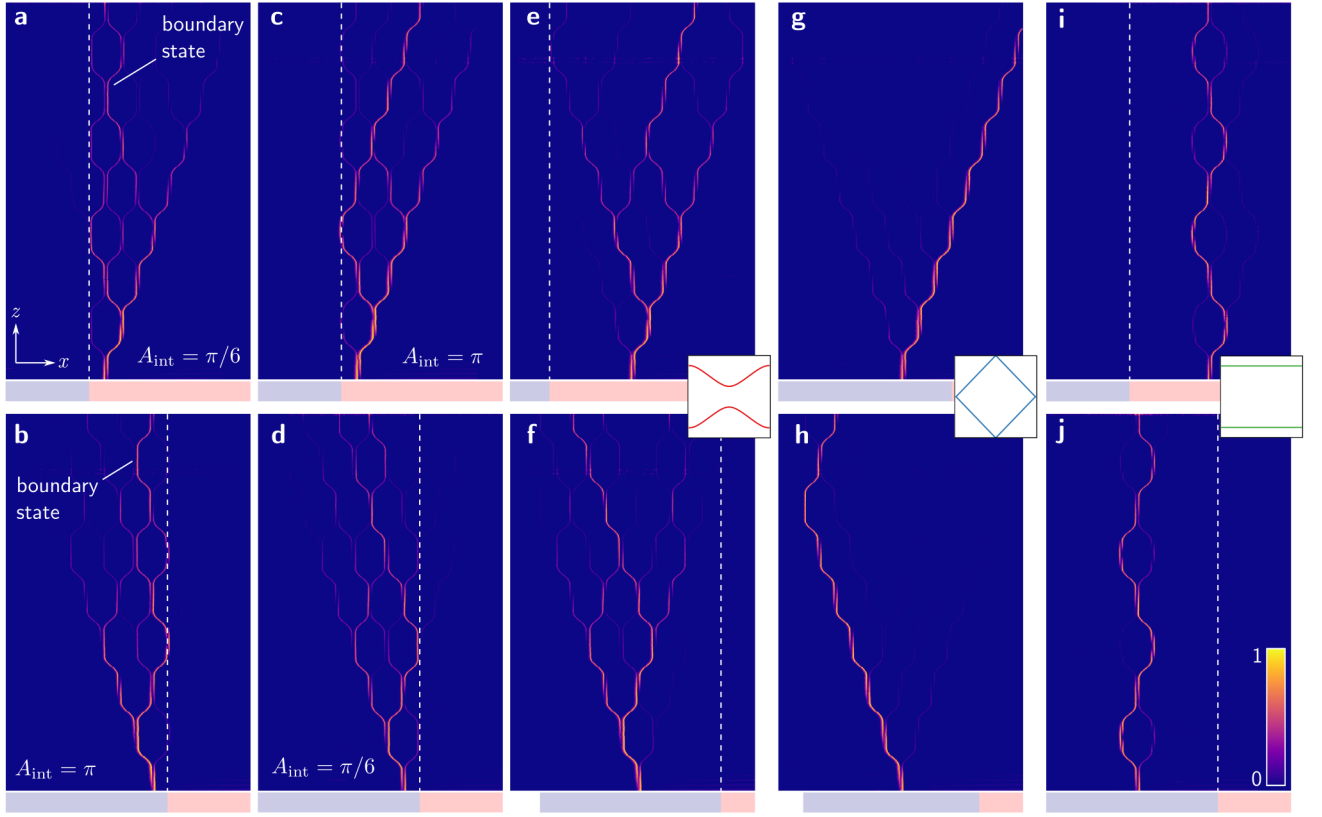 a
boundary
state
z
x
A_int = π/6
c
A_int = π
e
g
i
b
boundary
state
A_int = π
d
A_int = π/6
f
h
j
1
0